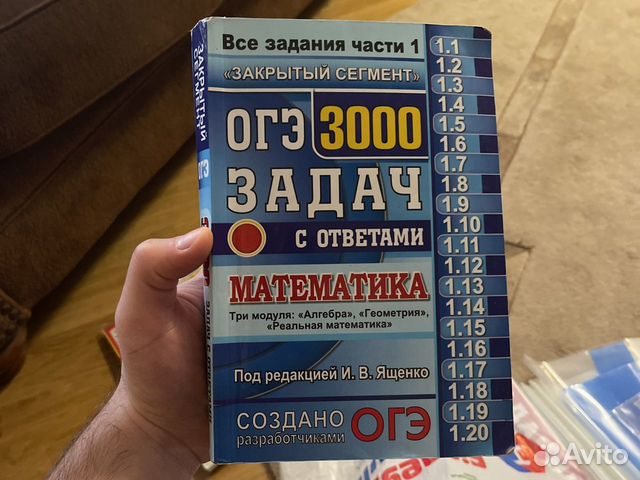 Все задания части 1
«ЗАКРЫТЫЙ СЕГМЕНТ»
ОГЭ 3000
ЗАДАЧ
С ОТВЕТАМИ
МАТЕМАТИКА
Три модуля: «Алгебра», «Геометрия»,
«Реальная математика»
Под редакцией И. В. Ященко
СОЗДАНО
разработчиками
ОГЭ
1.1
1.2
1.3
1.4
1.5
1.6
1.7
1.8
1.9
1.10
1.11
1.12
1.13
1.14
1.15
1.16
1.17
1.18
1.19
1.20
ЗАКРЫТЫЙ
СЕГМЕНТ
ОГЭ
Avito